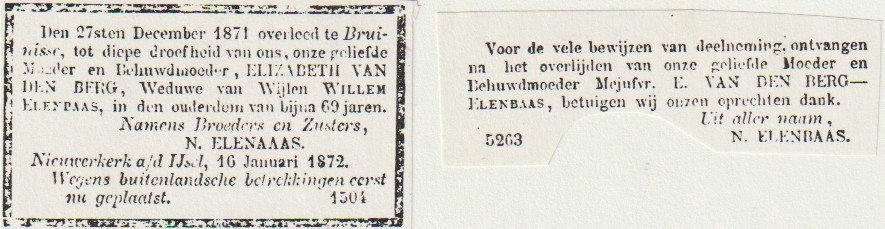 Den 27sten December 1871 overleed te Brui-
nisse, tot diepe droefheid van ons, onze geliefde
Moeder en Behuwdmoeder, ELIZABETH VAN
DEN BERG, Weduwe van Wijlen WILLEM
ELENBAAS, in den ouderdom van bijna 69 jaren.
Namens Broeders en Zusters,
N. ELENAAAS.
Nieuwerkerk a/d IJsel, 16 Januari 1872.
Wegens buitenlandsche betrekkingen eerst
nu geplaatst. 1504
Voor de vele bewijzen van deelneming, ontvangen
na het overlijden van onze geliefde Moeder en
Behuwdmoeder Mejufvr. E. VAN DEN BERG—
ELENBAAS, betuigen wij onzen oprechten dank.
Uit aller naam,
5263 N. ELENBAAS.